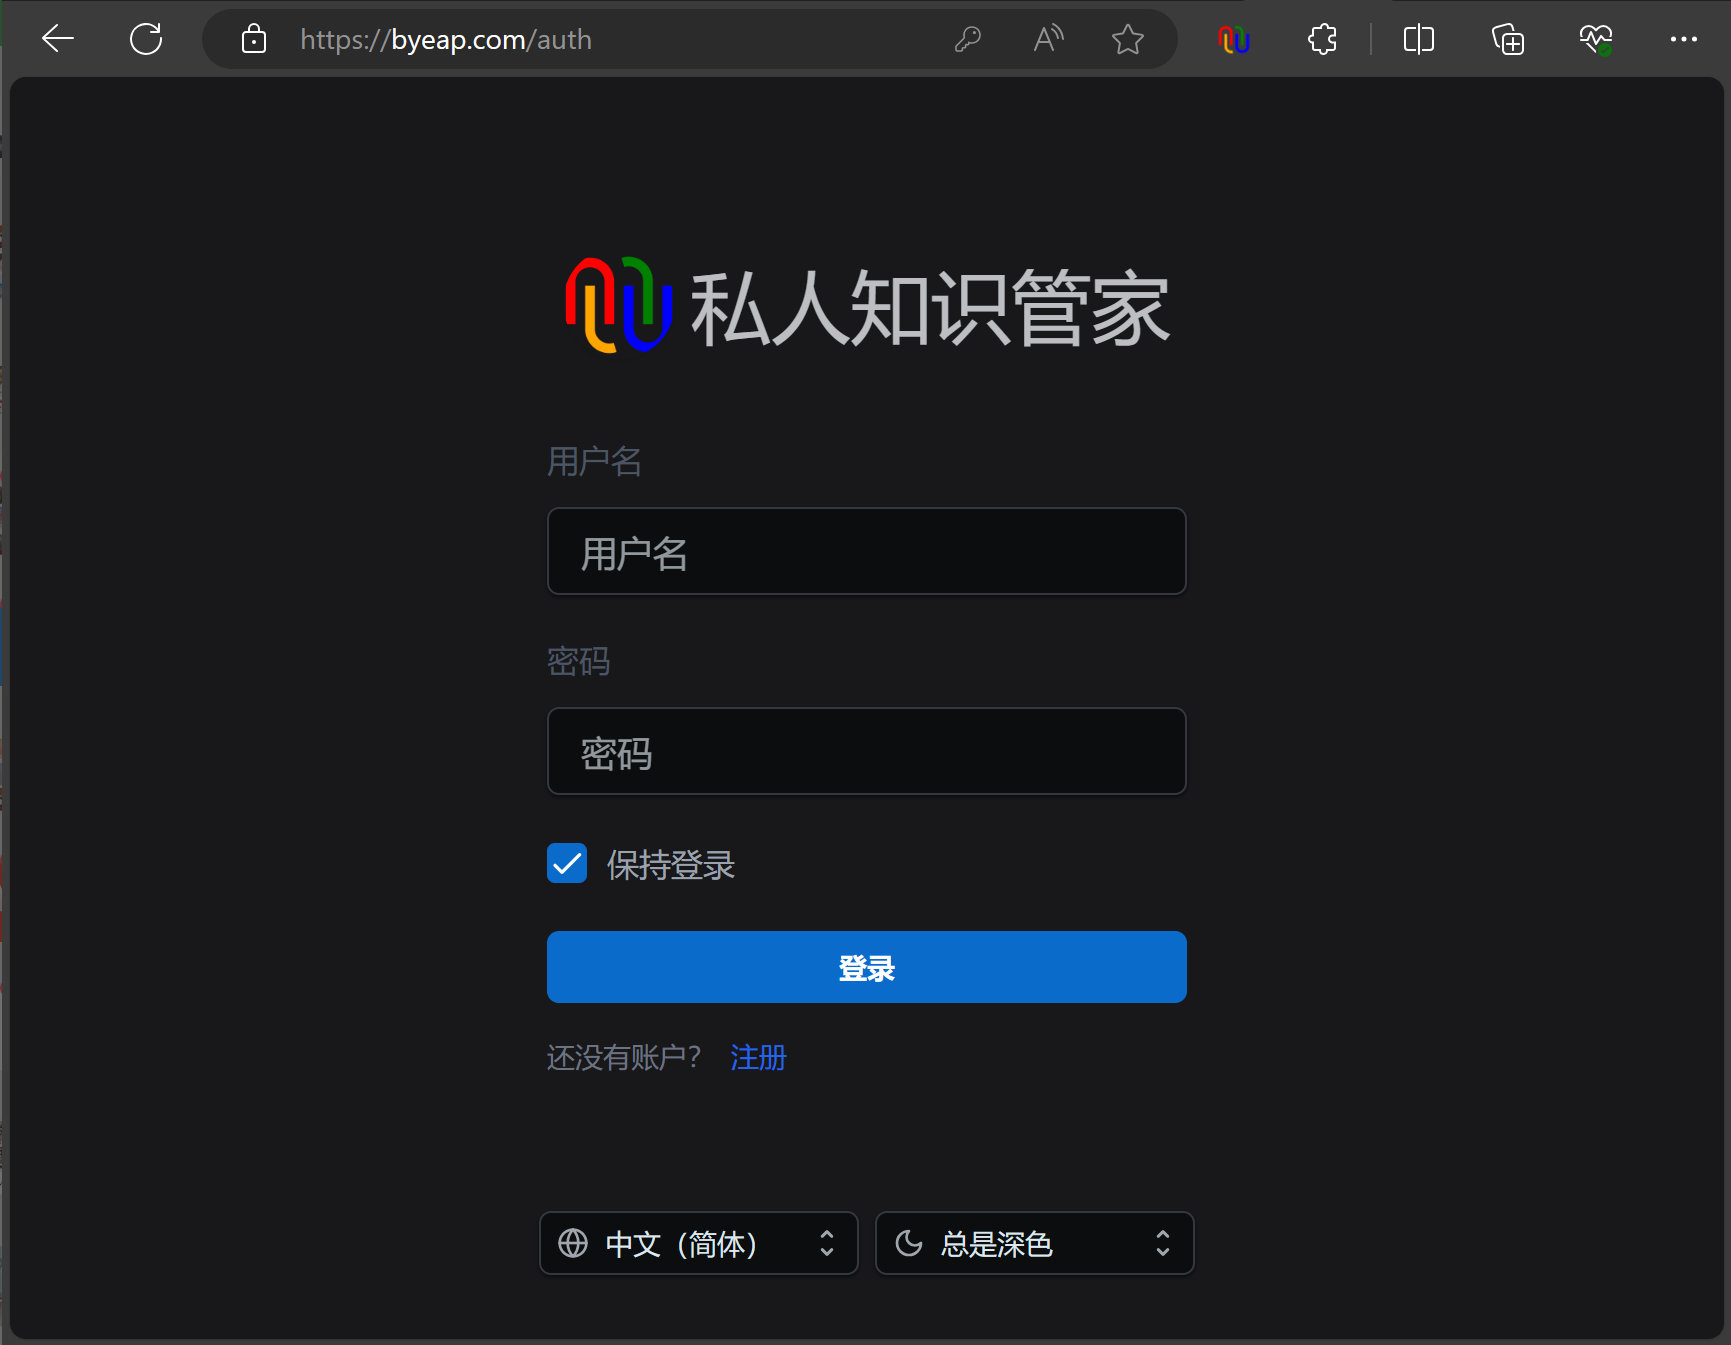 https://byeap.com/auth
私人知识管家
用户名
用户名
密码
密码
保持登录
登录
还没有账户? 注册
中文（简体） 总是深色